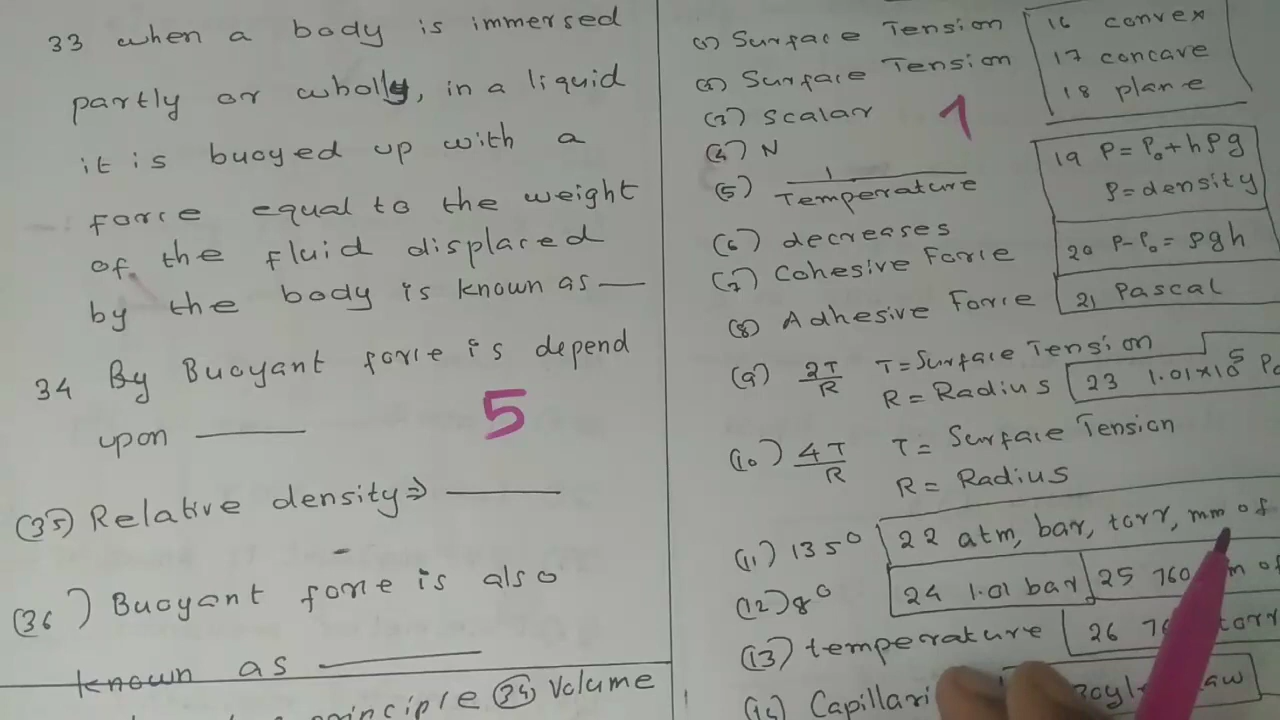 33 when a body is immersed
partly or wholly, in a liquid
it is buoyed up with a
force equal to the weight
of the fluid displaced
by the body is known as —
34 By Buoyant force is depend
upon —
5
(35) Relative density ⇒ —
(36) Buoyant force is also
known as —
principle (34) Volume
(1) Surface Tension
(2) Surface Tension
(3) Scalar
1
(4) N
(5) 1/Temperature
(6) decreases
(7) Cohesive Force
(8) Adhesive Force
(9) 2T/R T = Surface Tension
R = Radius
(10) 4T/R T = Surface Tension
R = Radius
(11) 135°
(12) 8°
(13) temperature
(14) Capillari
16 convex
17 concave
18 plane
19 P = P₀ + hρg
ρ = density
20 P-P₀ = ρgh
21 Pascal
23 1.01×10⁵ Pa
22 atm, bar, torr, mm of
24 1.01 bar
25 760 of
26 torr